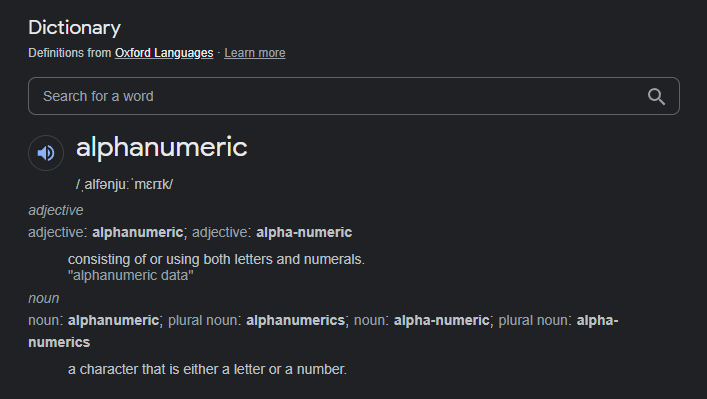 Dictionary
Definitions from Oxford Languages · Learn more
Search for a word
alphanumeric
/ˌalfənjuːˈmɛrɪk/
adjective
adjective: alphanumeric; adjective: alpha-numeric
consisting of or using both letters and numerals.
"alphanumeric data"
noun
noun: alphanumeric; plural noun: alphanumerics; noun: alpha-numeric; plural noun: alpha-
numerics
a character that is either a letter or a number.